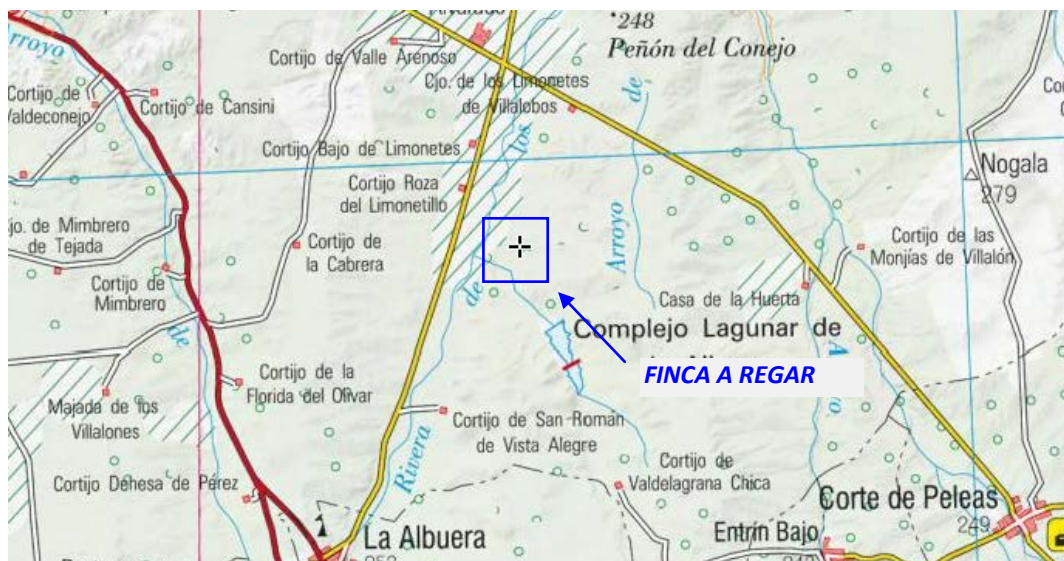 248
Peñón del Conejo
Arroyo
Cortijo de Valle Arenoso
Cjo. de los Limonetes
de Villalobos
Cortijo de
Valdeconejo
Cortijo de Cansini
de
los
Cortijo Bajo de Limonetes
Nogala
279
Cortijo Roza
del Limonetillo
Cjo. de Mimbrero
de Tejada
Cortijo de
la Cabrera
Arroyo
Cortijo de las
Monjías de Villalón
Cortijo de
Mimbrero
de
de
Casa de la Huerta
Complejo Lagunar de
FINCA A REGAR
Cortijo de la
Florida del Olivar
Majada de los
Villalones
Cortijo de San Román
de Vista Alegre
Rivera
Cortijo de
Valdelagrana Chica
Cortijo Dehesa de Pérez
Corte de Peleas
249
La Albuera
Entrín Bajo